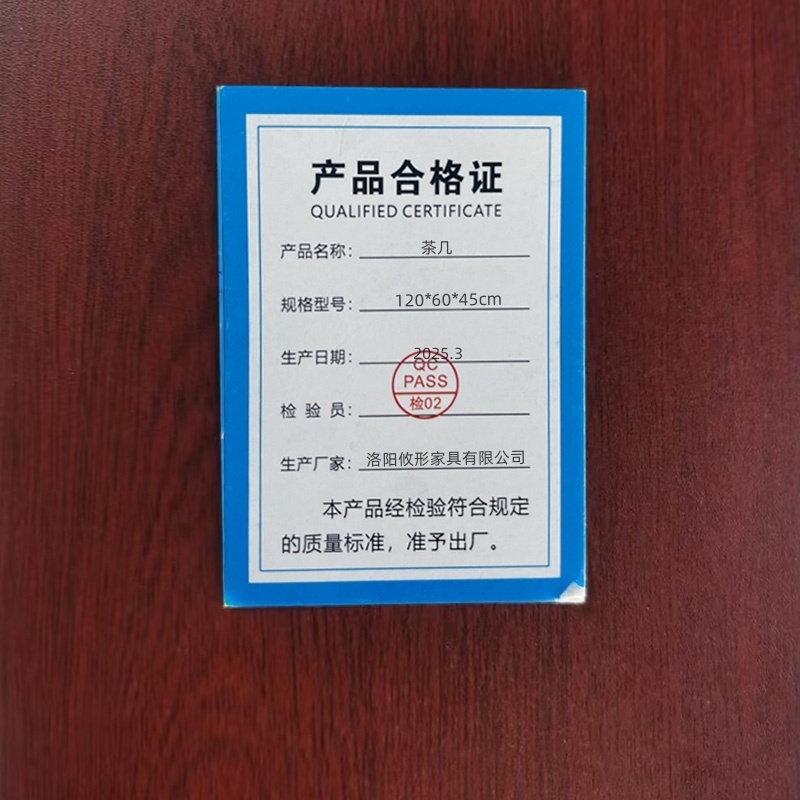 产品合格证
QUALIFIED CERTIFICATE
产品名称：茶几
规格型号：120*60*45cm
生产日期：2025.3
QC
PASS
检验员：检02
生产厂家：洛阳攸形家具有限公司
本产品经检验符合规定
的质量标准，准予出厂。